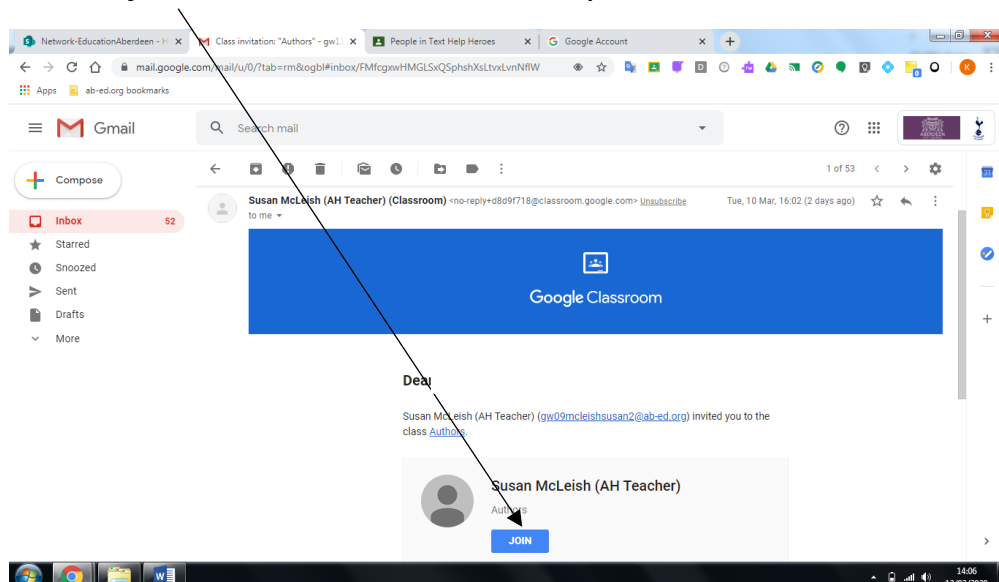 Network-EducationAberdeen - H
Class invitation: "Authors" - gw1
People in Text Help Heroes
Google Account
mail.google.com/mail/u/0/?tab=rm&ogbl#inbox/FMfcgxwHMGLSxQSphshXsLtvxLvnNflW
Apps
ab-ed.org bookmarks
Gmail
Search mail
Compose
1 of 53
Susan McLeish (AH Teacher) (Classroom) <no-reply+d8d9f718@classroom.google.com> Unsubscribe
Tue, 10 Mar, 16:02 (2 days ago)
to me
Inbox 52
Starred
Snoozed
Sent
Drafts
More
Google Classroom
Dear
Susan McLeish (AH Teacher) (gw09mcleishsusan2@ab-ed.org) invited you to the
class Authors.
Susan McLeish (AH Teacher)
Authors
JOIN
14:06